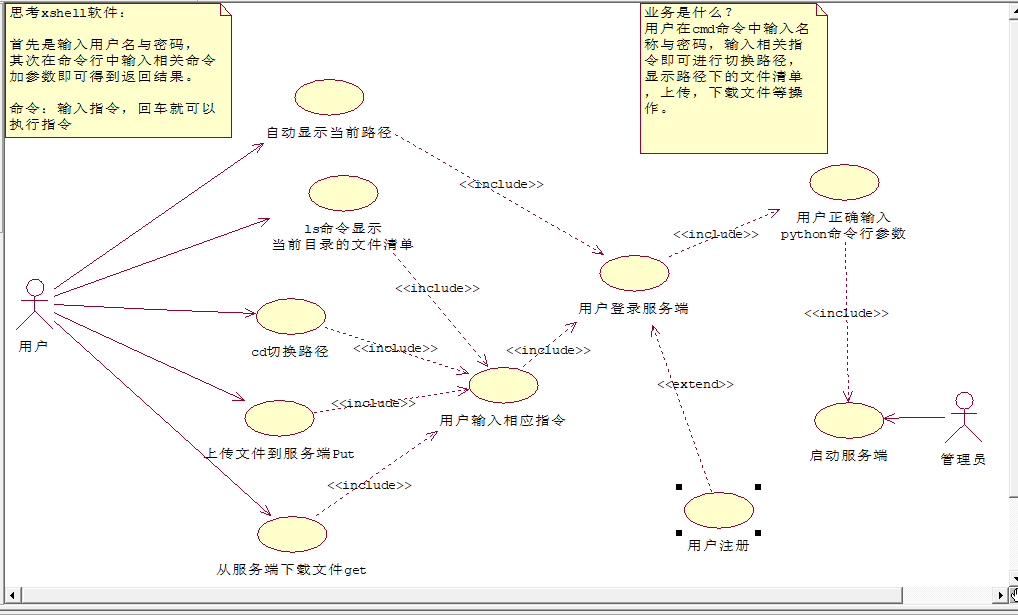 思考xshell软件：
首先是输入用户名与密码，
其次在命令行中输入相关命令
加参数即可得到返回结果。
命令：输入指令，回车就可以
执行指令
业务是什么？
用户在cmd命令中输入名
称与密码，输入相关指
令即可进行切换路径，
显示路径下的文件清单
，上传，下载文件等操
作。
自动显示当前路径
<<include>>
ls命令显示
当前目录的文件清单
<<include>>
用户正确输入
python命令行参数
<<include>>
用户登录服务端
<<include>>
用户
cd切换路径
<<include>>
<<include>>
<<extend>>
上传文件到服务端Put
<<include>>
用户输入相应指令
启动服务端
管理员
<<include>>
用户注册
从服务端下载文件get